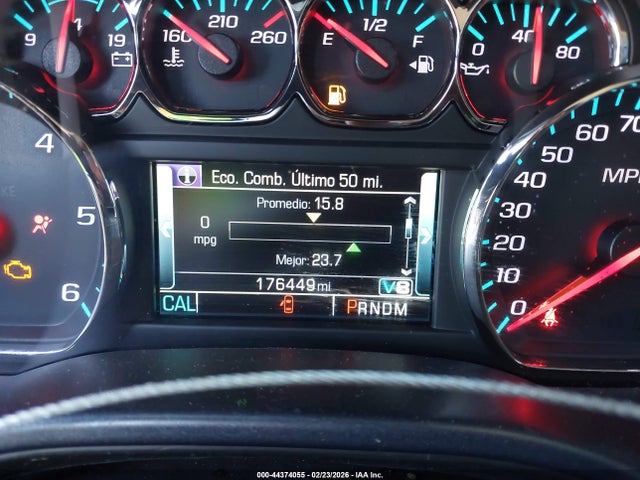 9 19
160 210 260
E 1/2 F
0 40 80
4
5
6
Eco. Comb. Último 50 mi.
Promedio: 15.8
0
mpg
Mejor: 23.7
176449 mi
V8
CAL
PRNDM
70
60
50
40
30
20
10
0
000-44374055 - 02/23/2026 - IAA Inc.